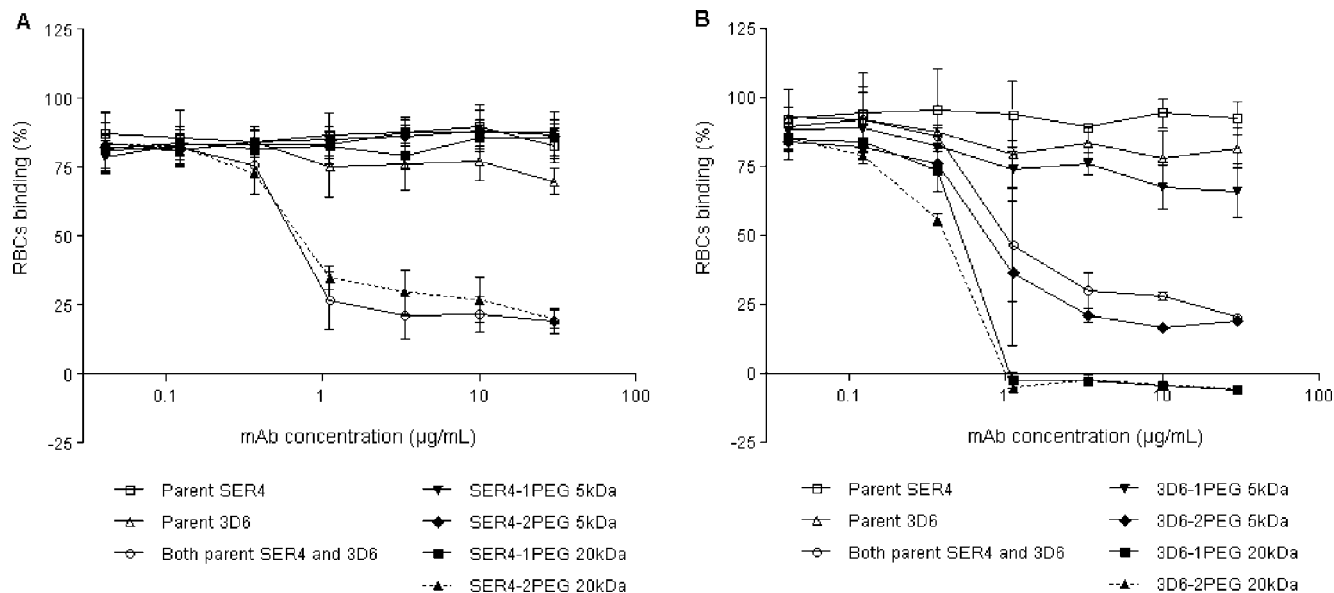 A
RBCs binding (%)
125
100
75
50
25
0
-25
0.1
1
10
100
mAb concentration (µg/mL)
Parent SER4
Parent 3D6
Both parent SER4 and 3D6
SER4-1PEG 5kDa
SER4-2PEG 5kDa
SER4-1PEG 20kDa
SER4-2PEG 20kDa
B
RBCs binding (%)
125
100
75
50
25
0
-25
0.1
1
10
100
mAb concentration (µg/mL)
Parent SER4
Parent 3D6
Both parent SER4 and 3D6
3D6-1PEG 5kDa
3D6-2PEG 5kDa
3D6-1PEG 20kDa
3D6-2PEG 20kDa